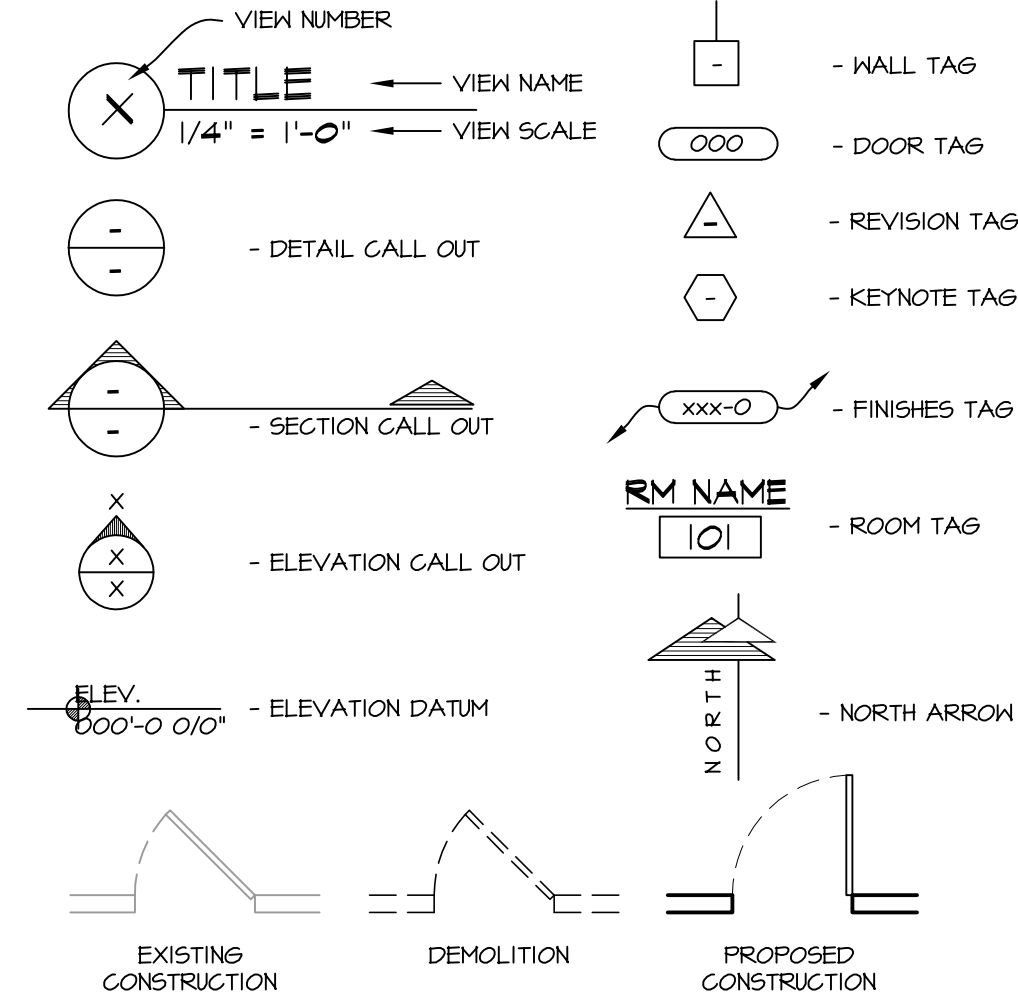 VIEW NUMBER
X
TITLE
VIEW NAME
1/4" = 1'-0"
VIEW SCALE
-
-
- DETAIL CALL OUT
-
-
- SECTION CALL OUT
X
X
X
- ELEVATION CALL OUT
ELEV.
000'-0 0/0"
- ELEVATION DATUM
-
- WALL TAG
000
- DOOR TAG
-
- REVISION TAG
-
- KEYNOTE TAG
xxx-0
- FINISHES TAG
RM NAME
101
- ROOM TAG
NORTH
- NORTH ARROW
EXISTING
CONSTRUCTION
DEMOLITION
PROPOSED
CONSTRUCTION